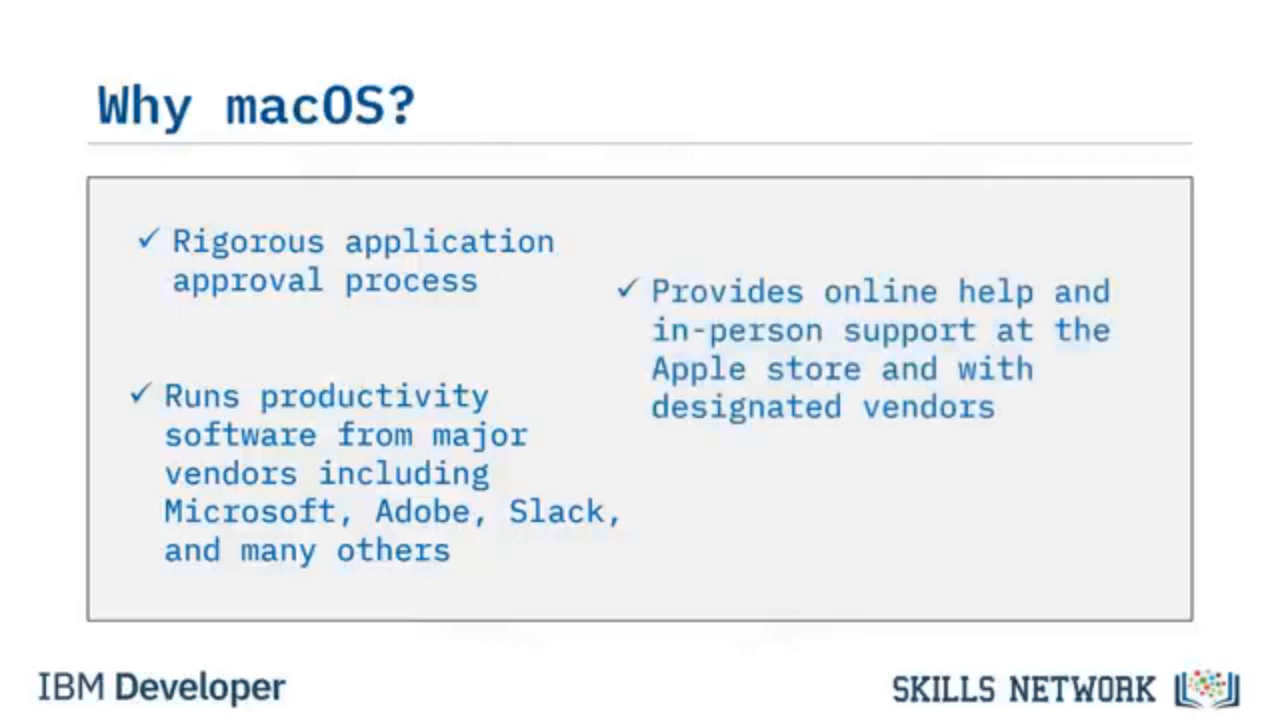 Why macOS?
✓ Rigorous application
approval process
✓ Runs productivity
software from major
vendors including
Microsoft, Adobe, Slack,
and many others
✓ Provides online help and
in-person support at the
Apple store and with
designated vendors
IBM Developer
SKILLS NETWORK